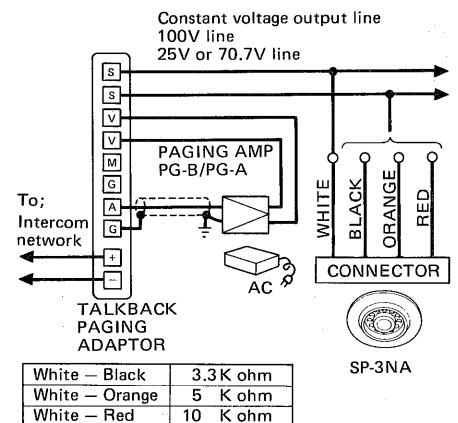 Constant voltage output line
100V line
25V or 70.7V line
S
S
V
V
M
G
A
G
+
−
PAGING AMP
PG-B/PG-A
To;
Intercom
network
AC
TALKBACK
PAGING
ADAPTOR
WHITE
BLACK
ORANGE
RED
CONNECTOR
SP-3NA
White — Black 3.3K ohm
White — Orange 5 K ohm
White — Red 10 K ohm